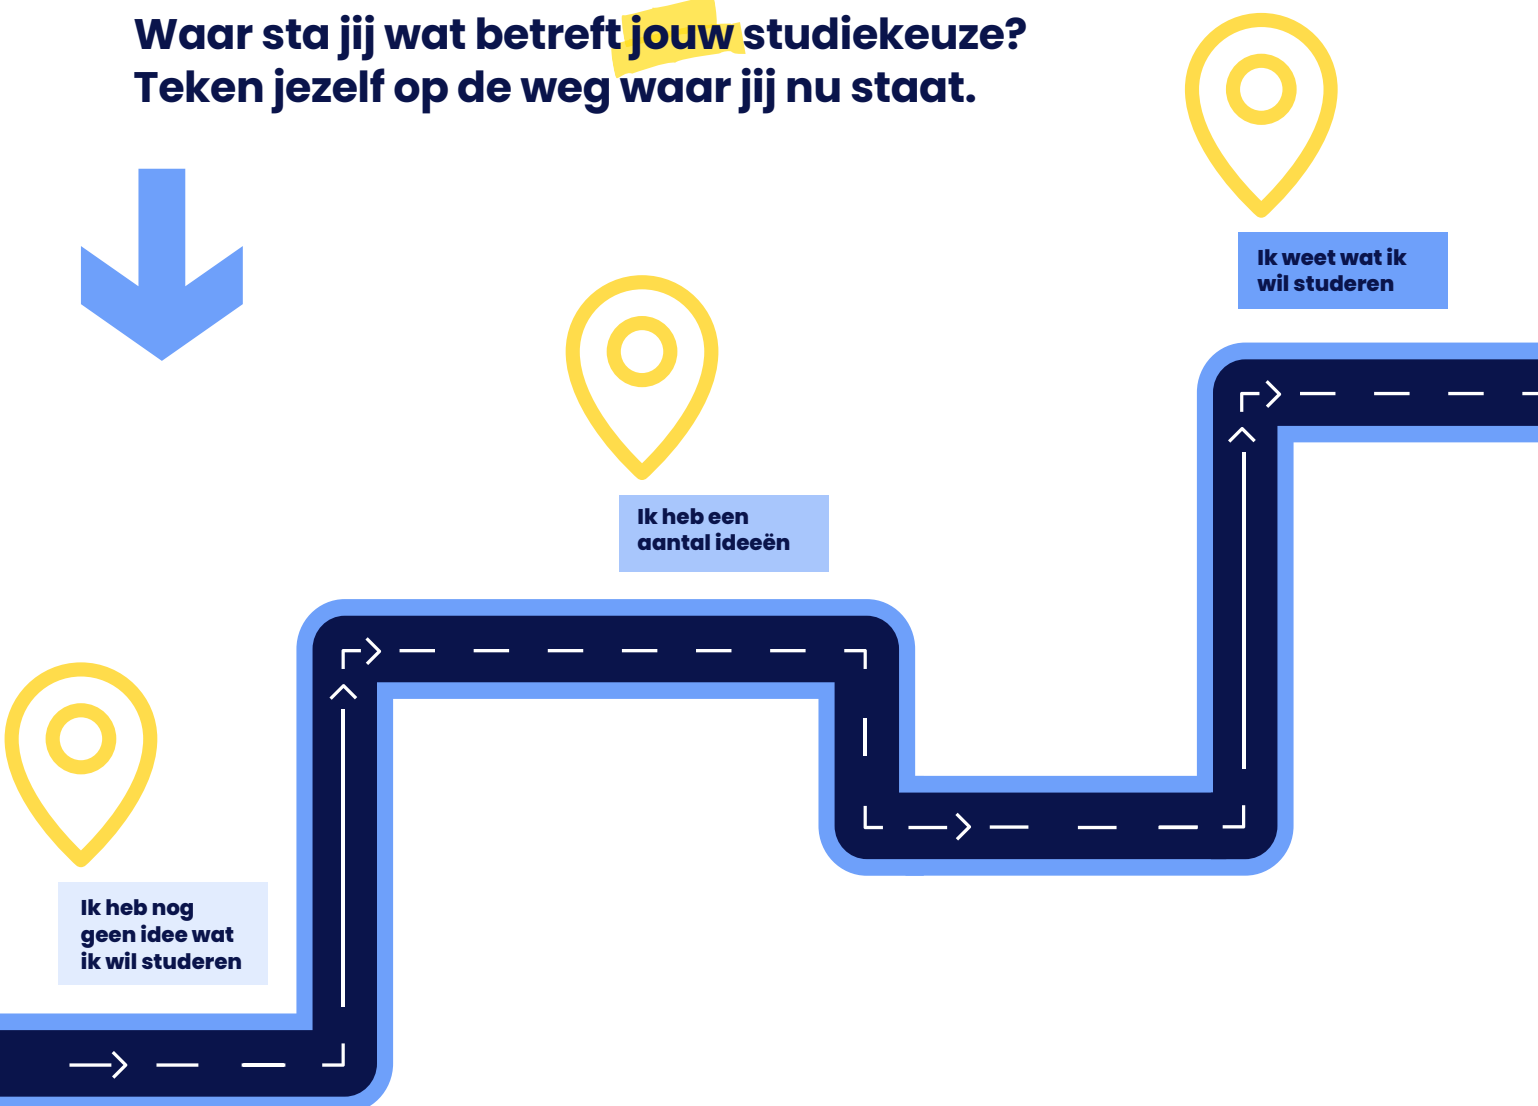 Waar sta jij wat betreft jouw studiekeuze?
Teken jezelf op de weg waar jij nu staat.
Ik weet wat ik
wil studeren
Ik heb een
aantal ideeën
Ik heb nog
geen idee wat
ik wil studeren